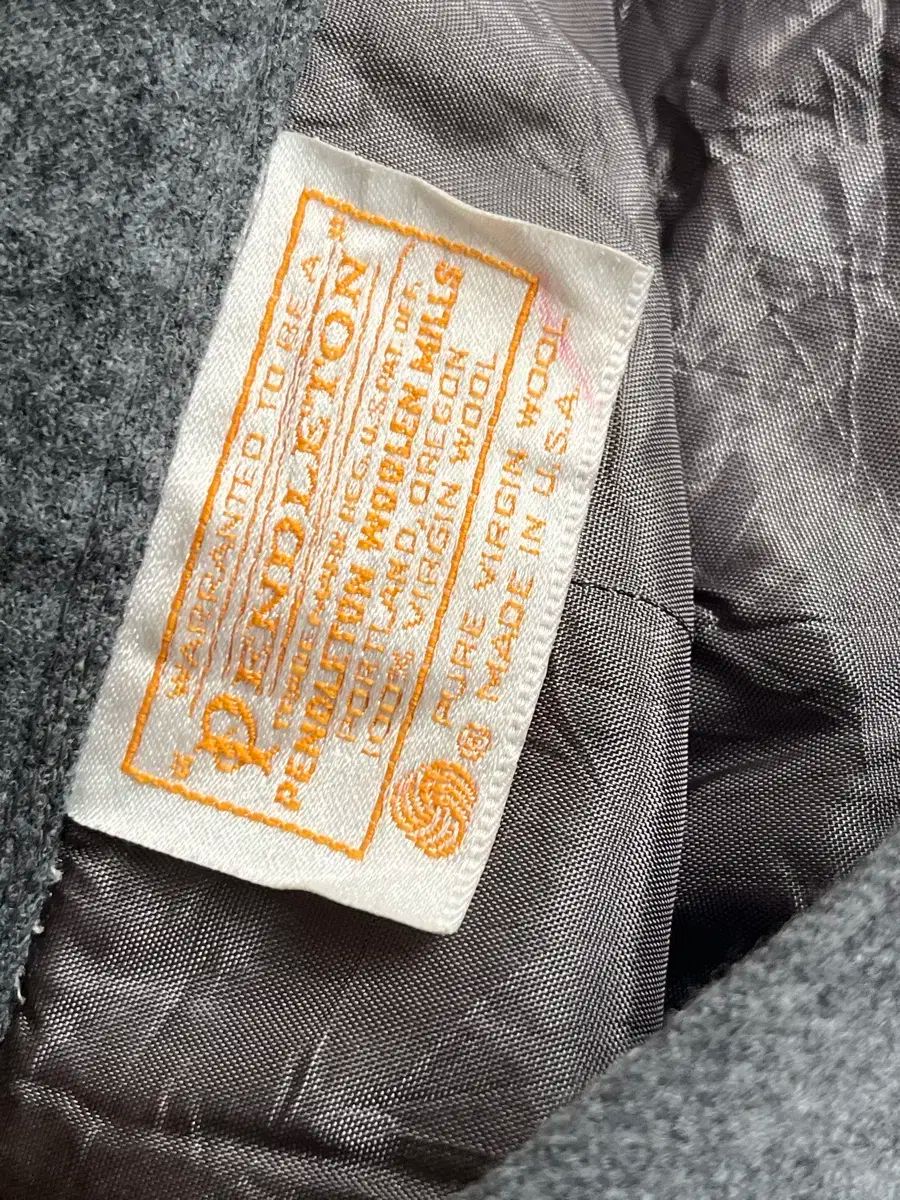 WARRANTED TO BE A
"PENDLETON"
TRADE MARK REG. U.S. PAT. OFF.
PENDLETON WOOLEN MILLS
PORTLAND, OREGON
100% VIRGIN WOOL
PURE VIRGIN WOOL
® MADE IN U.S.A